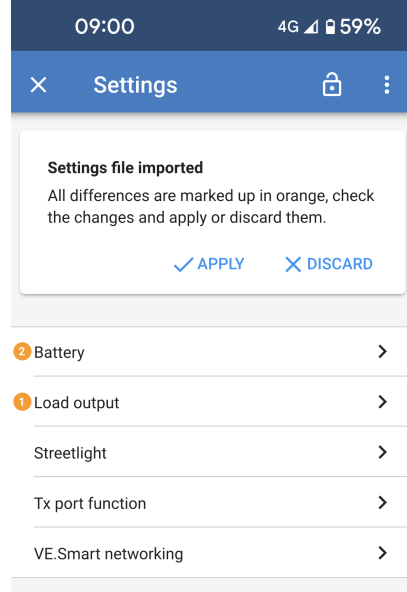 09:00
4G 59%
Settings
Settings file imported
All differences are marked up in orange, check
the changes and apply or discard them.
APPLY DISCARD
2 Battery
1 Load output
Streetlight
Tx port function
VE.Smart networking